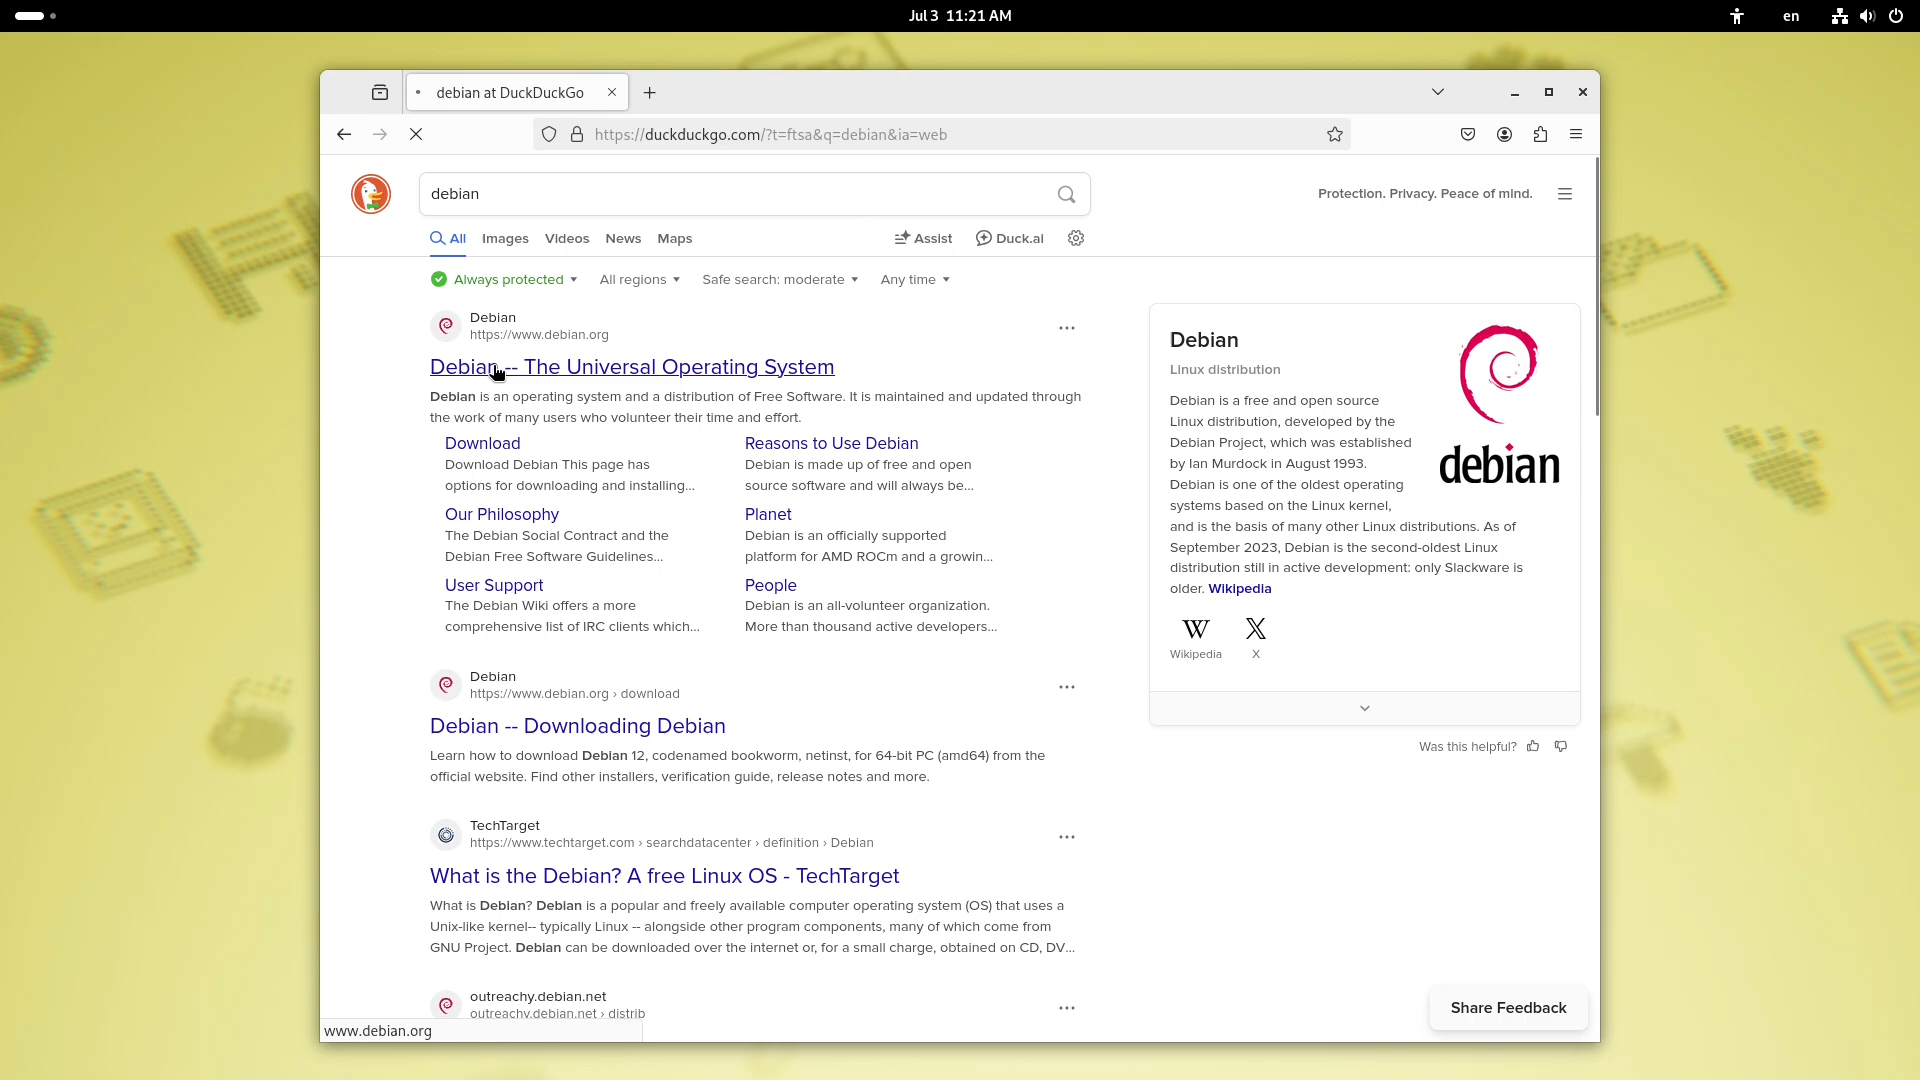 Jul 3 11:21 AM
en
debian at DuckDuckGo
https://duckduckgo.com/?t=ftsa&q=debian&ia=web
debian
Protection. Privacy. Peace of mind.
All Images Videos News Maps Assist Duck.ai
Always protected All regions Safe search: moderate Any time
Debian
https://www.debian.org
Debian -- The Universal Operating System
Debian is an operating system and a distribution of Free Software. It is maintained and updated through
the work of many users who volunteer their time and effort.
Download
Download Debian This page has
options for downloading and installing...
Reasons to Use Debian
Debian is made up of free and open
source software and will always be...
Our Philosophy
The Debian Social Contract and the
Debian Free Software Guidelines...
Planet
Debian is an officially supported
platform for AMD ROCm and a growin...
User Support
The Debian Wiki offers a more
comprehensive list of IRC clients which...
People
Debian is an all-volunteer organization.
More than thousand active developers...
Debian
https://www.debian.org › download
Debian -- Downloading Debian
Learn how to download Debian 12, codenamed bookworm, netinst, for 64-bit PC (amd64) from the
official website. Find other installers, verification guide, release notes and more.
TechTarget
https://www.techtarget.com › searchdatacenter › definition › Debian
What is the Debian? A free Linux OS - TechTarget
What is Debian? Debian is a popular and freely available computer operating system (OS) that uses a
Unix-like kernel-- typically Linux -- alongside other program components, many of which come from
GNU Project. Debian can be downloaded over the internet or, for a small charge, obtained on CD, DV...
outreachy.debian.net
outreachy.debian.net › distrib
www.debian.org
Debian
Linux distribution
Debian is a free and open source
Linux distribution, developed by the
Debian Project, which was established
by Ian Murdock in August 1993.
Debian is one of the oldest operating
systems based on the Linux kernel,
and is the basis of many other Linux distributions. As of
September 2023, Debian is the second-oldest Linux
distribution still in active development: only Slackware is
older. Wikipedia
debian
W X
Wikipedia X
Was this helpful?
Share Feedback